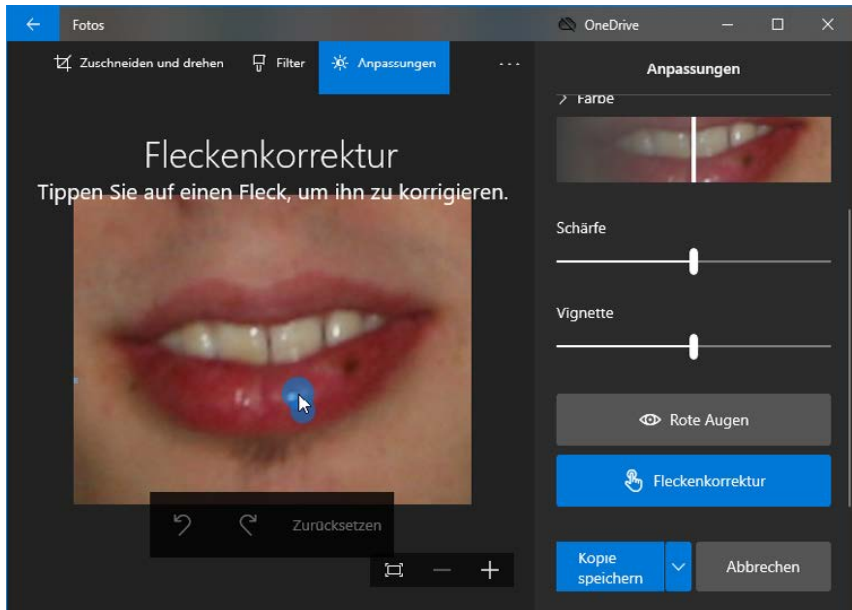 Fotos
OneDrive
Zuschneiden und drehen
Filter
Anpassungen
Anpassungen
Farbe
Fleckenkorrektur
Tippen Sie auf einen Fleck, um ihn zu korrigieren.
Schärfe
Vignette
Rote Augen
Fleckenkorrektur
Zurücksetzen
Kopie
speichern
Abbrechen